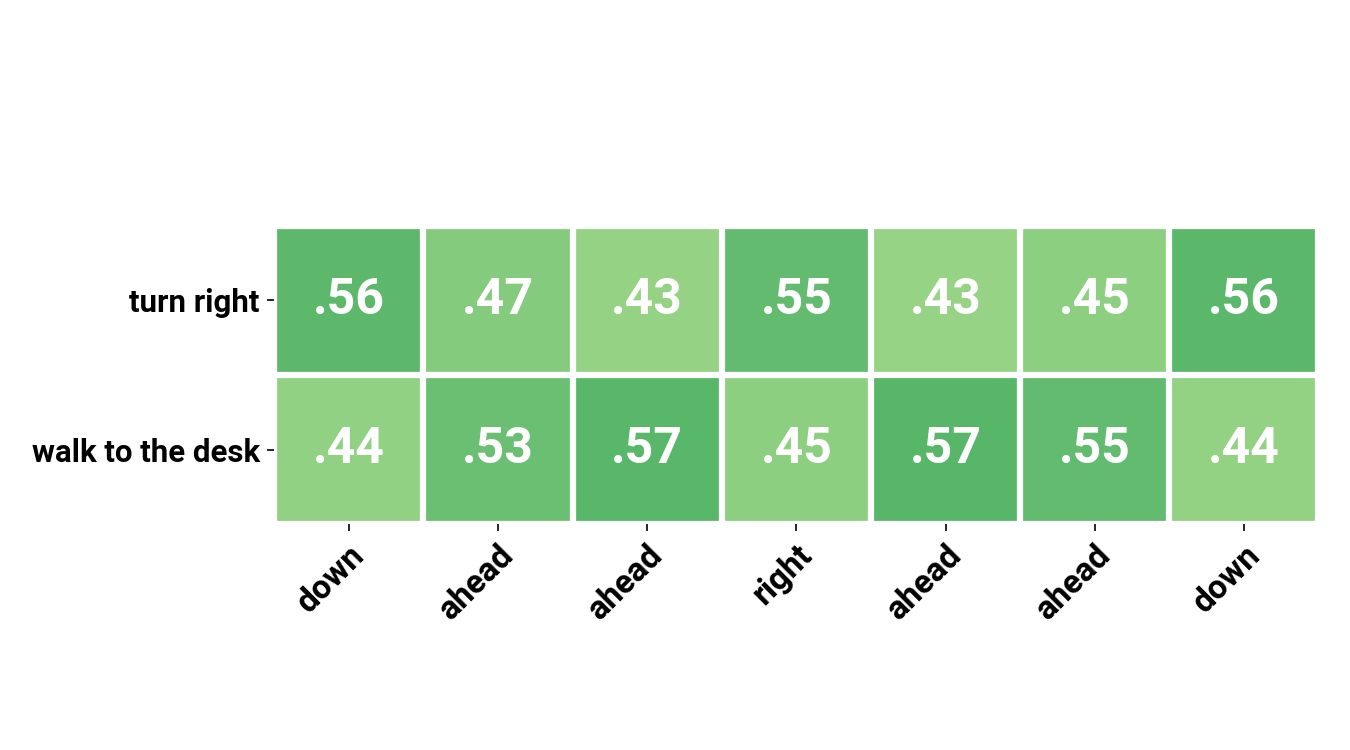 turn right .56 .47 .43 .55 .43 .45 .56
walk to the desk .44 .53 .57 .45 .57 .55 .44
down ahead ahead right ahead ahead down